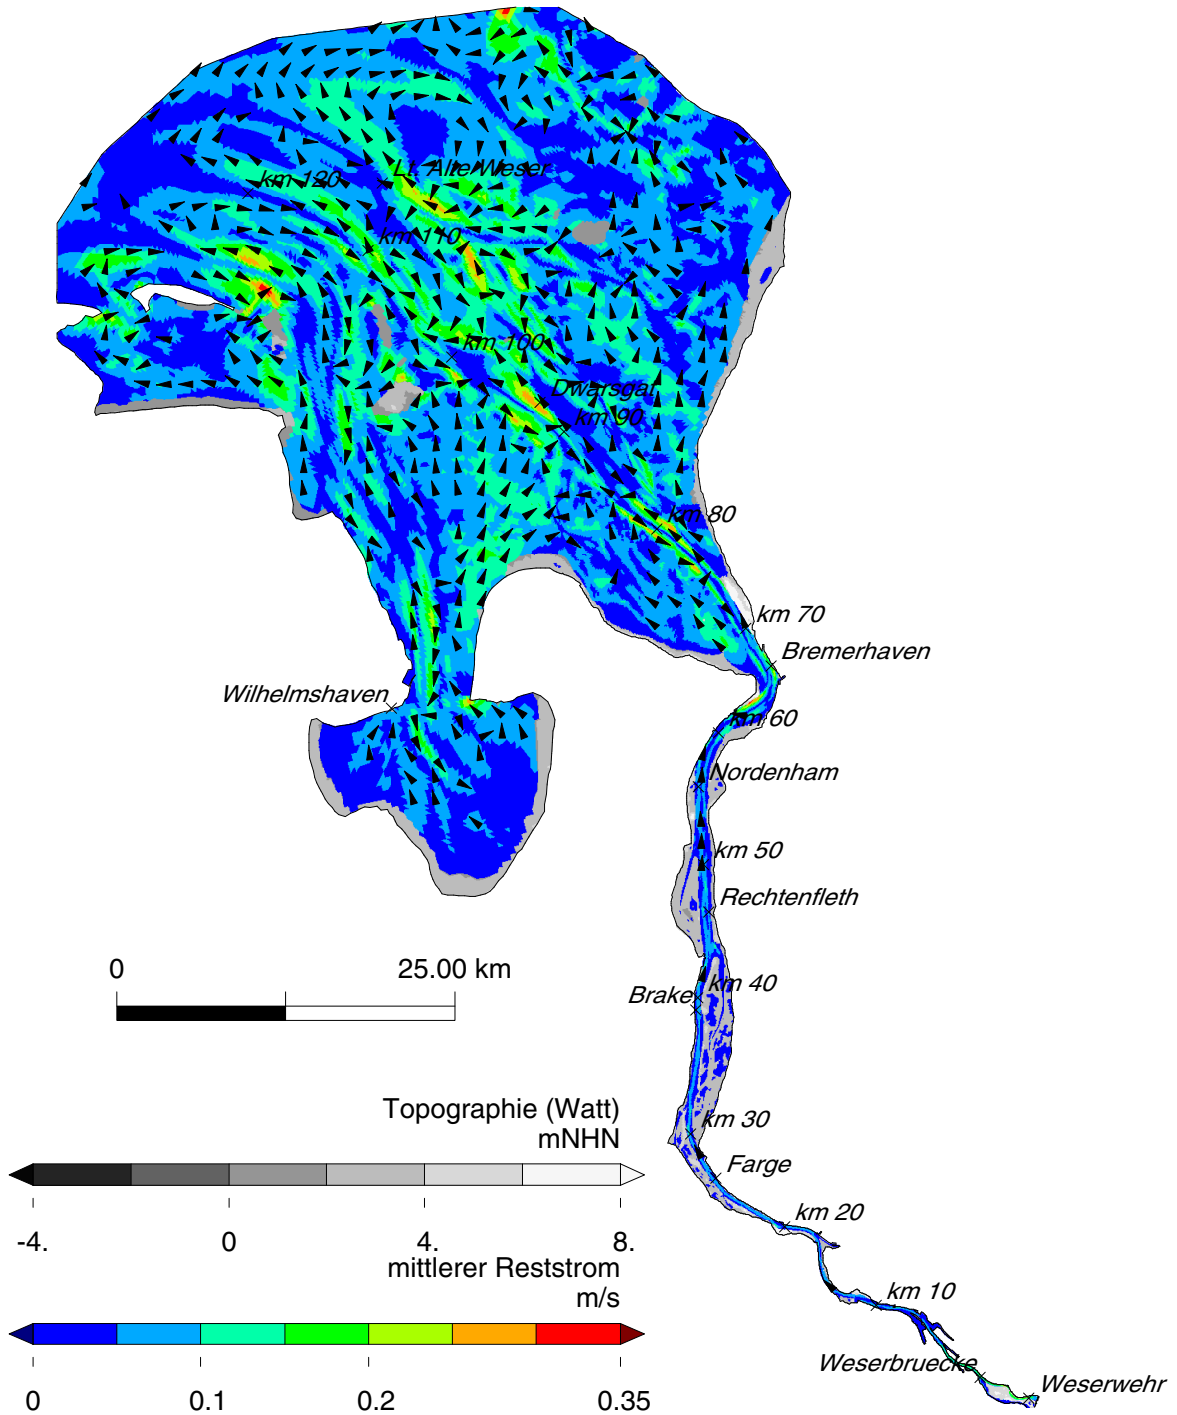 km 120
Lt. Alte Weser
km 110
km 100
Dwarsgat
km 90
km 80
km 70
Bremerhaven
Wilhelmshaven
km 60
Nordenham
km 50
Rechtenfleth
0 25.00 km
km 40
Brake
Topographie (Watt)
mNHN
km 30
Farge
-4. 0 4. 8.
km 20
mittlerer Reststrom
m/s
km 10
0 0.1 0.2 0.35
Weserbruecke
Weserwehr